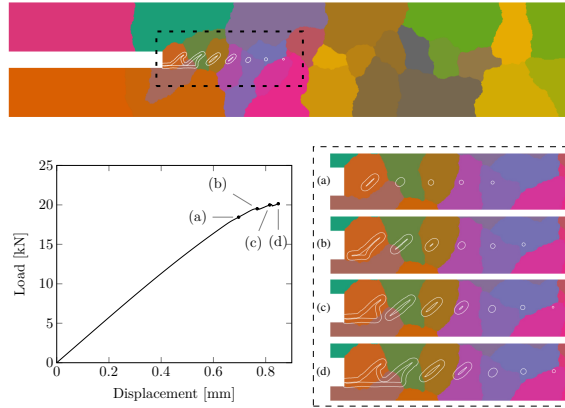 25
20
15
10
5
0
Load [kN]
0
0.2
0.4
0.6
0.8
Displacement [mm]
(b)
(a)
(c)
(d)
(a)
(b)
(c)
(d)